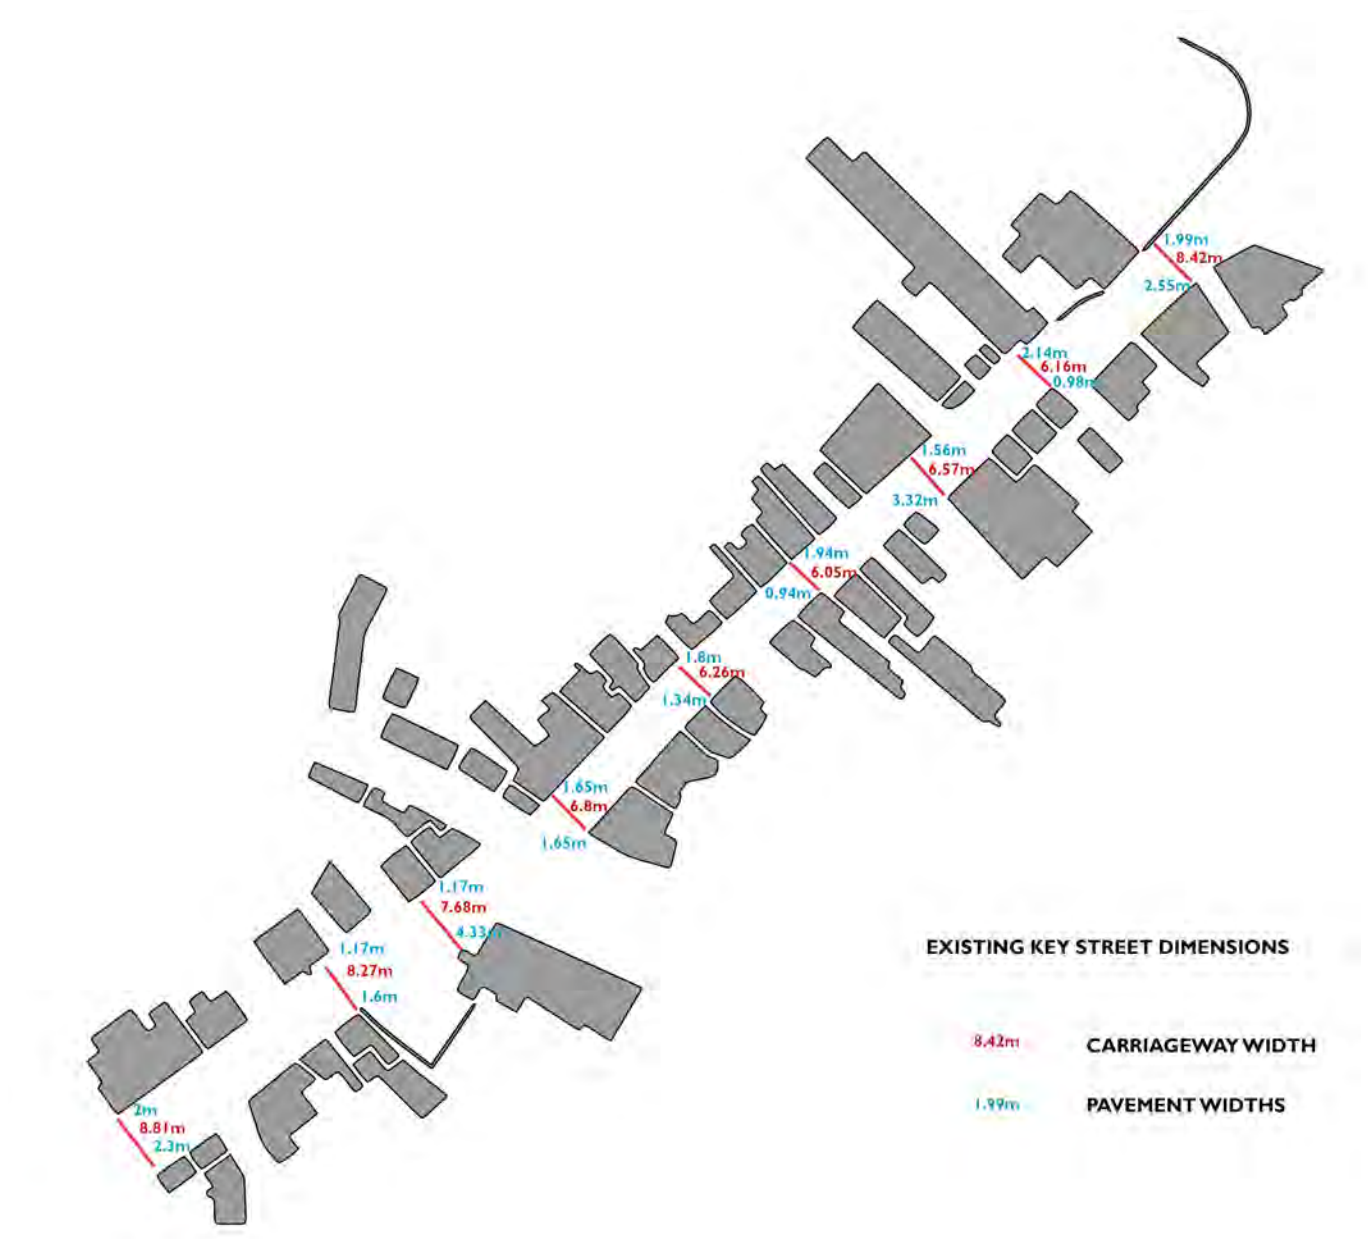 1.99m
8.42m
2.55m
2.14m
6.16m
0.98m
1.56m
6.57m
3.32m
1.94m
6.05m
0.94m
1.8m
6.26m
1.34m
1.65m
6.8m
1.65m
1.17m
7.68m
4.33m
1.17m
8.27m
1.6m
2m
8.81m
2.3m
EXISTING KEY STREET DIMENSIONS
8.42m CARRIAGEWAY WIDTH
1.99m PAVEMENT WIDTHS